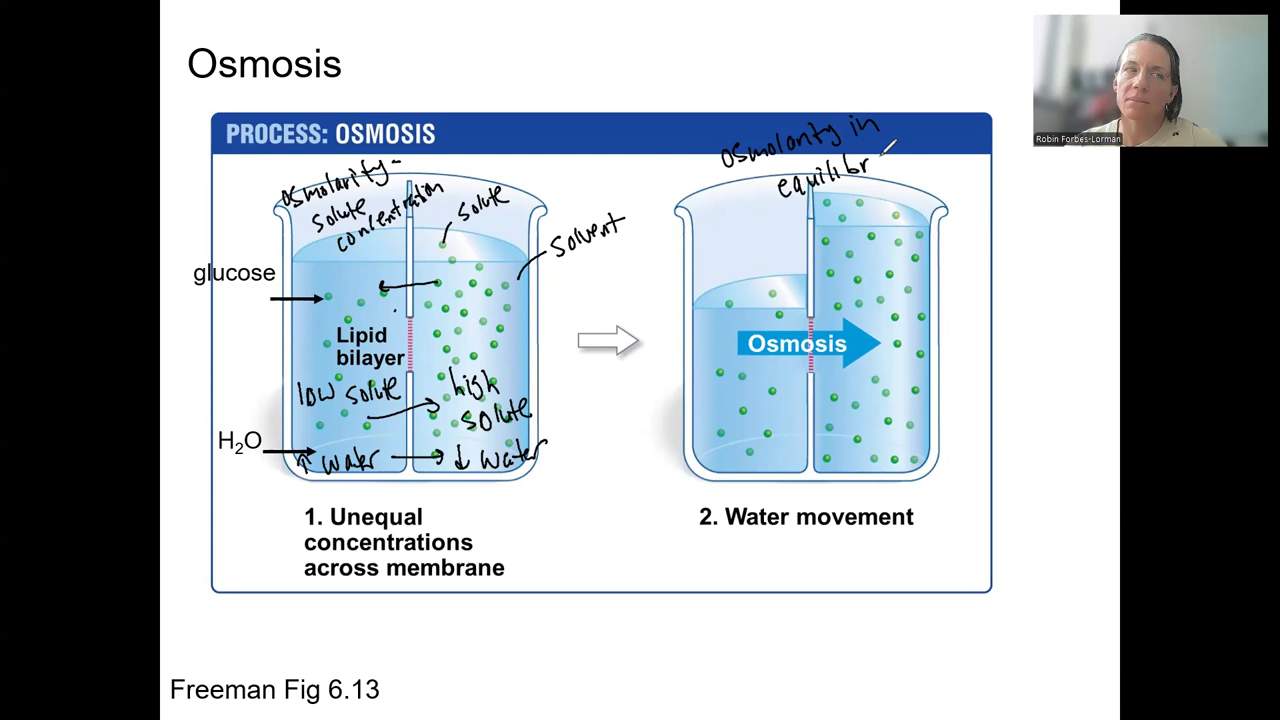 Osmosis
Robin Forbes-Lorman
PROCESS: OSMOSIS
osmolarity-
solute
concentration
solute
solvent
osmolarity in
equilibr
glucose
Lipid
bilayer
low solute
high
solute
H₂O
↑ water
↓ water
Osmosis
1. Unequal
concentrations
across membrane
2. Water movement
Freeman Fig 6.13